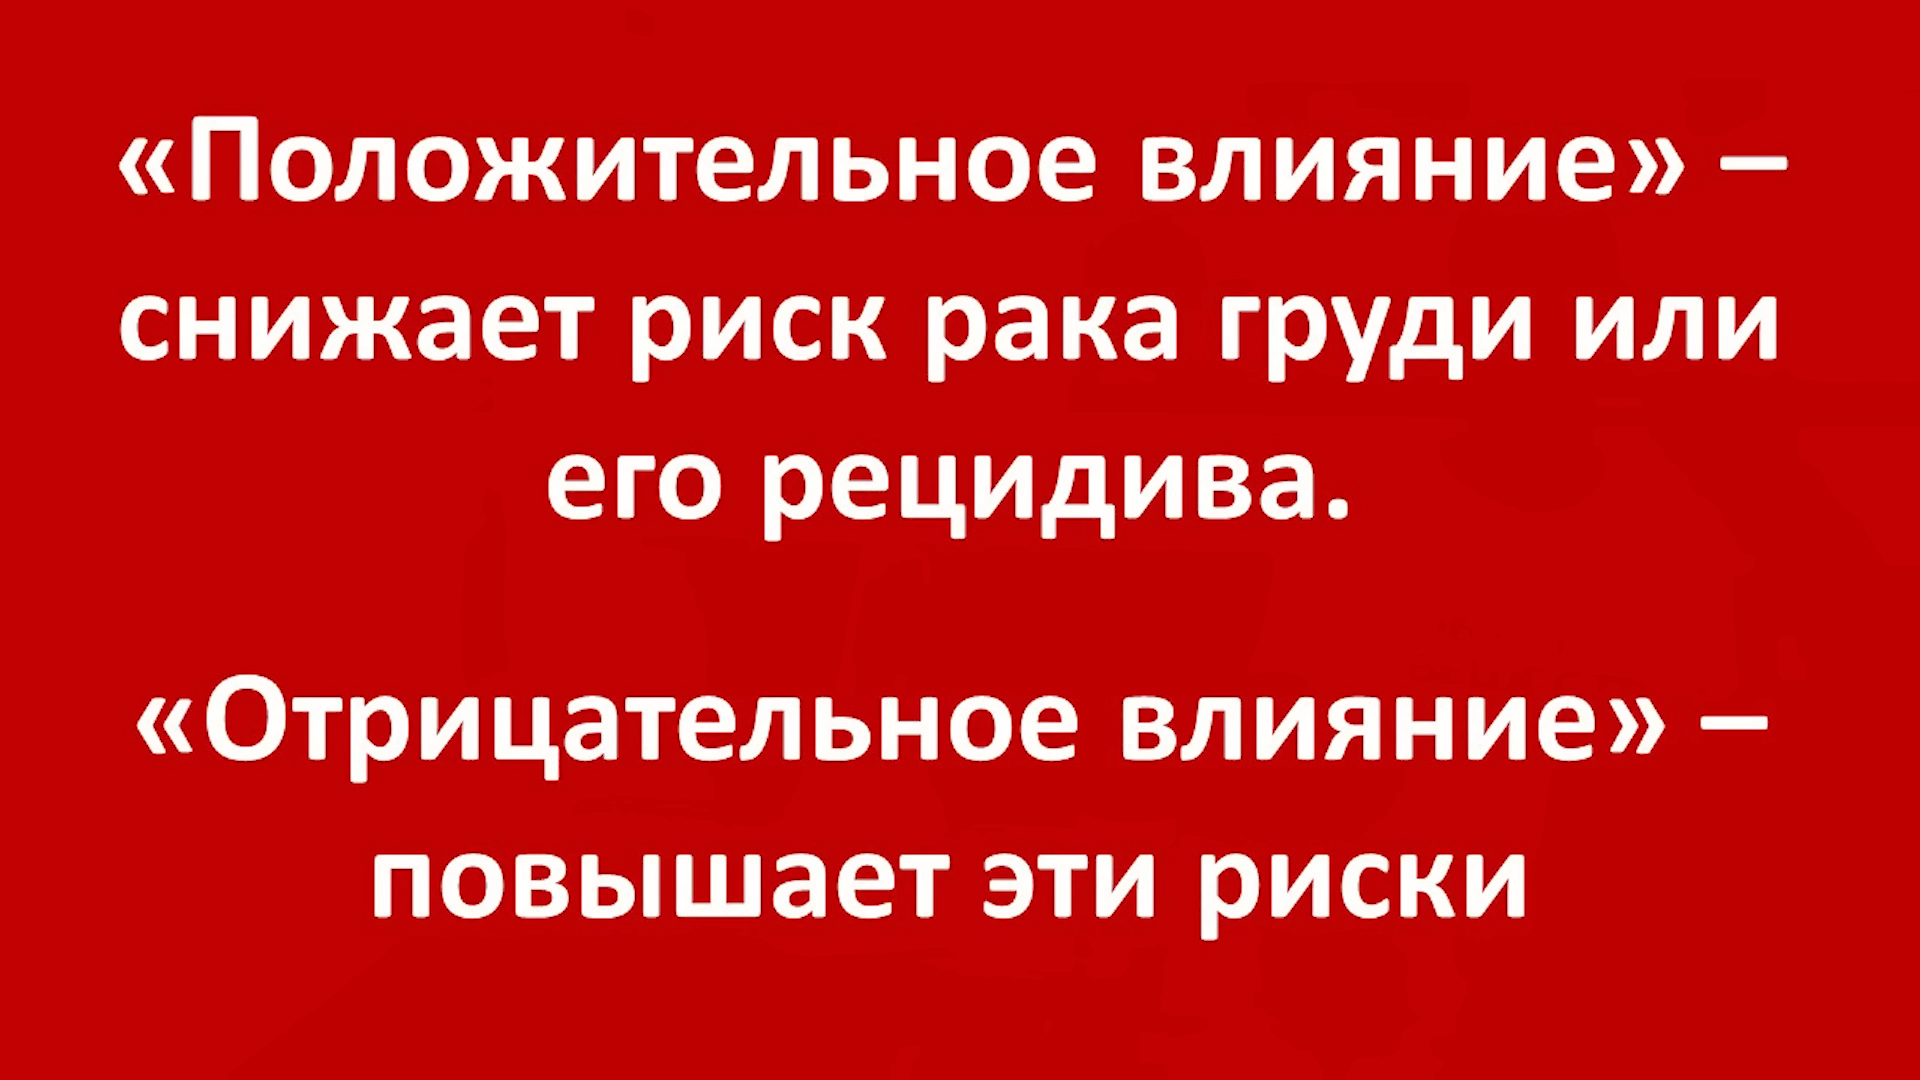 «Положительное влияние» –
снижает риск рака груди или
его рецидива.
«Отрицательное влияние» –
повышает эти риски